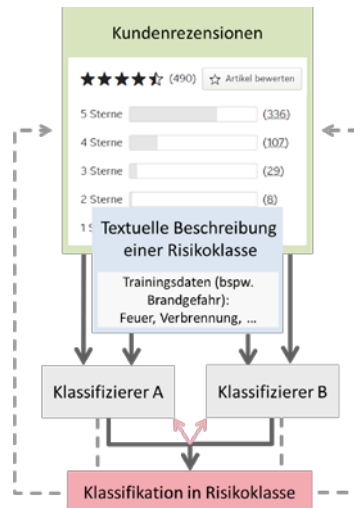 Kundenrezensionen
★★★★⯪ (490) ☆ Artikel bewerten
5 Sterne (336)
4 Sterne (107)
3 Sterne (29)
2 Sterne (8)
1 S
Textuelle Beschreibung
einer Risikoklasse
Trainingsdaten (bspw.
Brandgefahr):
Feuer, Verbrennung, ...
Klassifizierer A
Klassifizierer B
Klassifikation in Risikoklasse